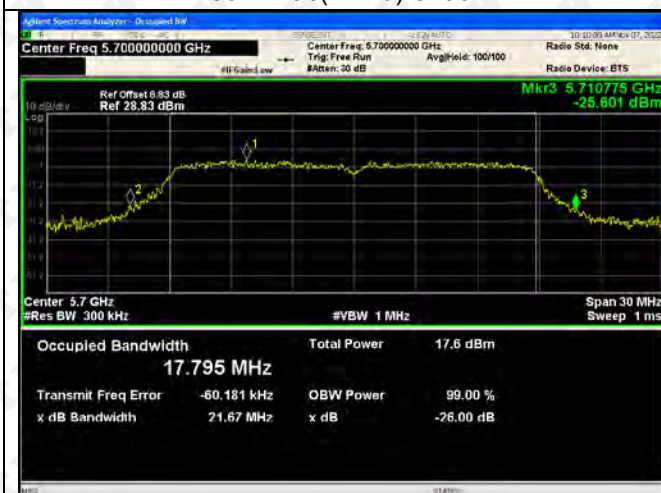 Agilent Spectrum Analyzer - Occupied BW
Center Freq 5.700000000 GHz
Center Freq: 5.700000000 GHz
Radio Std: None
Trig: Free Run
Avg|Hold: 100/100
#IFGain:Low
#Atten: 30 dB
Radio Device: BTS
Mkr3 5.710775 GHz
-25.601 dBm
Ref Offset 8.83 dB
10 dB/div
Ref 28.83 dBm
Log
1
2
3
Center 5.7 GHz
Span 30 MHz
#Res BW 300 kHz
#VBW 1 MHz
Sweep 1 ms
Occupied Bandwidth
Total Power
17.6 dBm
17.795 MHz
Transmit Freq Error
-60.181 kHz
OBW Power
99.00 %
x dB Bandwidth
21.67 MHz
x dB
-26.00 dB
MSG
STATUS